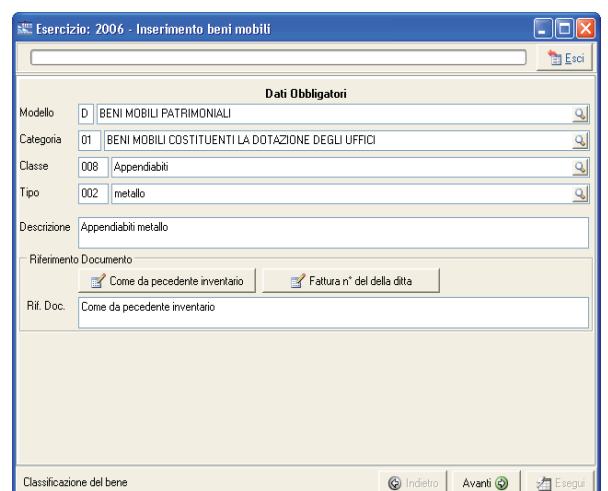 Esercizio: 2006 - Inserimento beni mobili
Esci
Dati Obbligatori
Modello D BENI MOBILI PATRIMONIALI
Categoria 01 BENI MOBILI COSTITUENTI LA DOTAZIONE DEGLI UFFICI
Classe 008 Appendiabiti
Tipo 002 metallo
Descrizione Appendiabiti metallo
Riferimento Documento
Come da pecedente inventario Fattura n° del della ditta
Rif. Doc. Come da pecedente inventario
Classificazione del bene Indietro Avanti Esegui